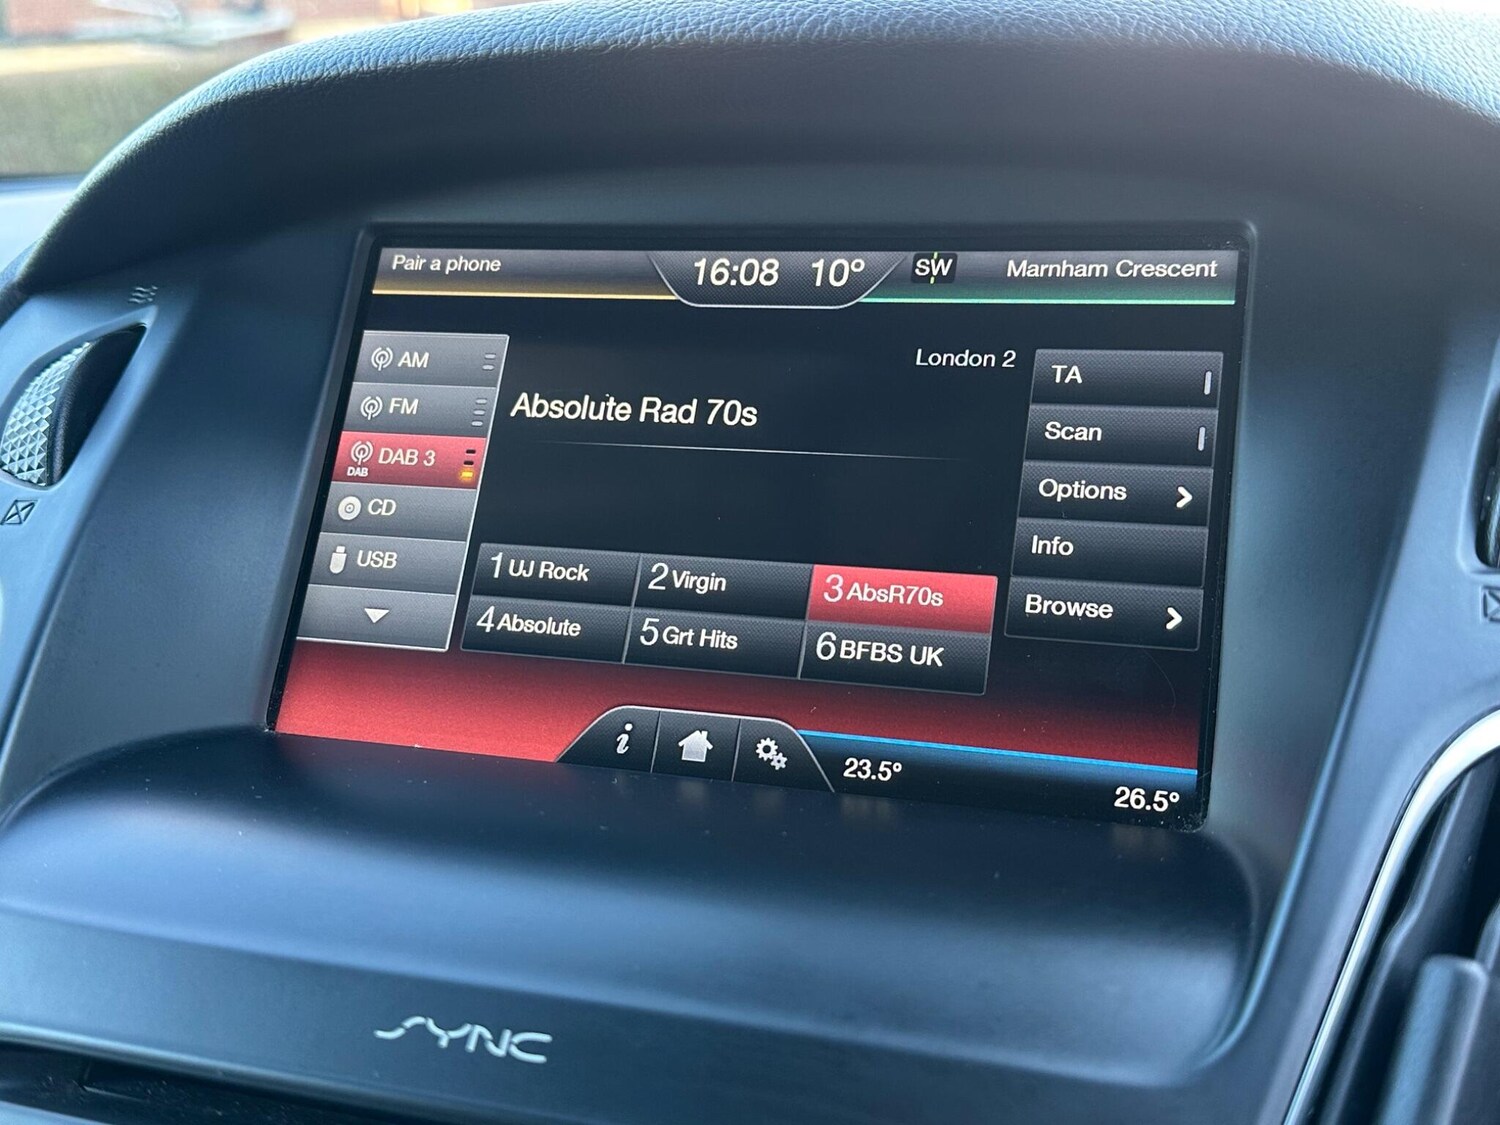 Pair a phone
16:08 10°
SW
Marnham Crescent
AM
FM
DAB 3
DAB
CD
USB
London 2
Absolute Rad 70s
TA
Scan
Options
Info
Browse
1 UJ Rock
2 Virgin
3 AbsR70s
4 Absolute
5 Grt Hits
6 BFBS UK
i
23.5°
26.5°
SYNC